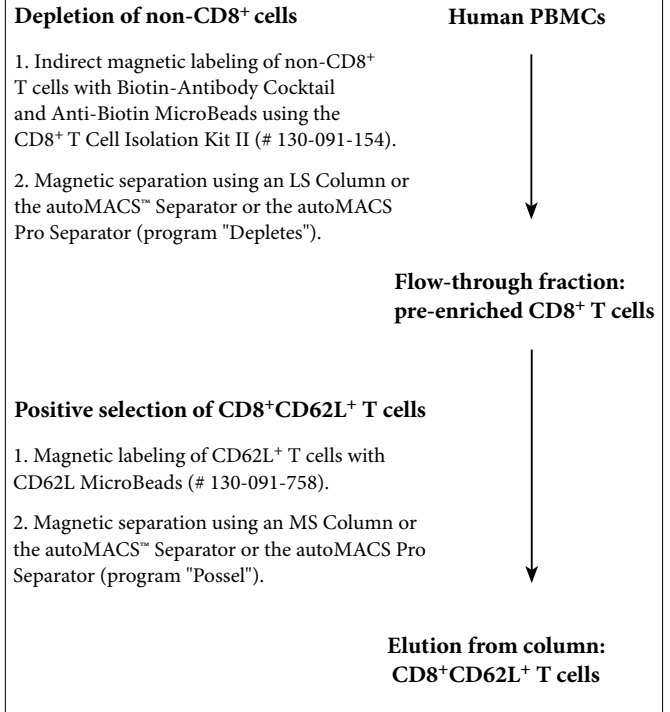 Depletion of non-CD8⁺ cells
Human PBMCs
1. Indirect magnetic labeling of non-CD8⁺
T cells with Biotin-Antibody Cocktail
and Anti-Biotin MicroBeads using the
CD8⁺ T Cell Isolation Kit II (# 130-091-154).
2. Magnetic separation using an LS Column or
the autoMACS™ Separator or the autoMACS
Pro Separator (program "Depletes").
Flow-through fraction:
pre-enriched CD8⁺ T cells
Positive selection of CD8⁺CD62L⁺ T cells
1. Magnetic labeling of CD62L⁺ T cells with
CD62L MicroBeads (# 130-091-758).
2. Magnetic separation using an MS Column or
the autoMACS™ Separator or the autoMACS Pro
Separator (program "Possel").
Elution from column:
CD8⁺CD62L⁺ T cells